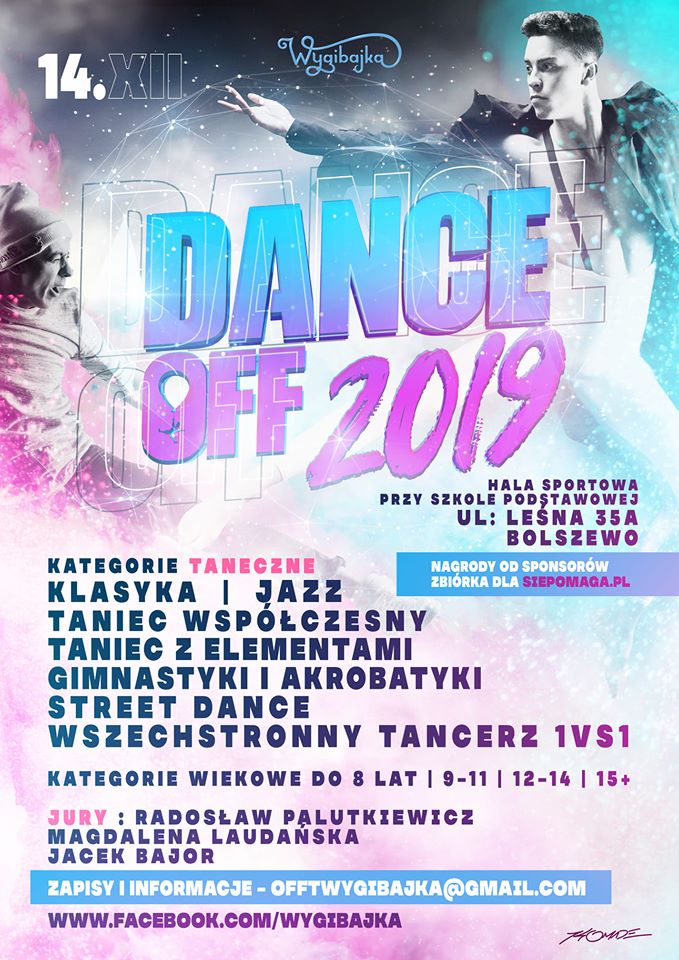 14.XII
Wygibajka
DANCE
OFF 2019
HALA SPORTOWA
PRZY SZKOLE PODSTAWOWEJ
UL: LEŚNA 35A
BOLSZEWO
NAGRODY OD SPONSORÓW
ZBIÓRKA DLA SIEPOMAGA.PL
KATEGORIE TANECZNE
KLASYKA | JAZZ
TANIEC WSPÓŁCZESNY
TANIEC Z ELEMENTAMI
GIMNASTYKI I AKROBATYKI
STREET DANCE
WSZECHSTRONNY TANCERZ 1VS1
KATEGORIE WIEKOWE DO 8 LAT | 9-11 | 12-14 | 15+
JURY : RADOSŁAW PALUTKIEWICZ
MAGDALENA LAUDAŃSKA
JACEK BAJOR
ZAPISY I INFORMACJE - OFFTWYGIBAJKA@GMAIL.COM
WWW.FACEBOOK.COM/WYGIBAJKA